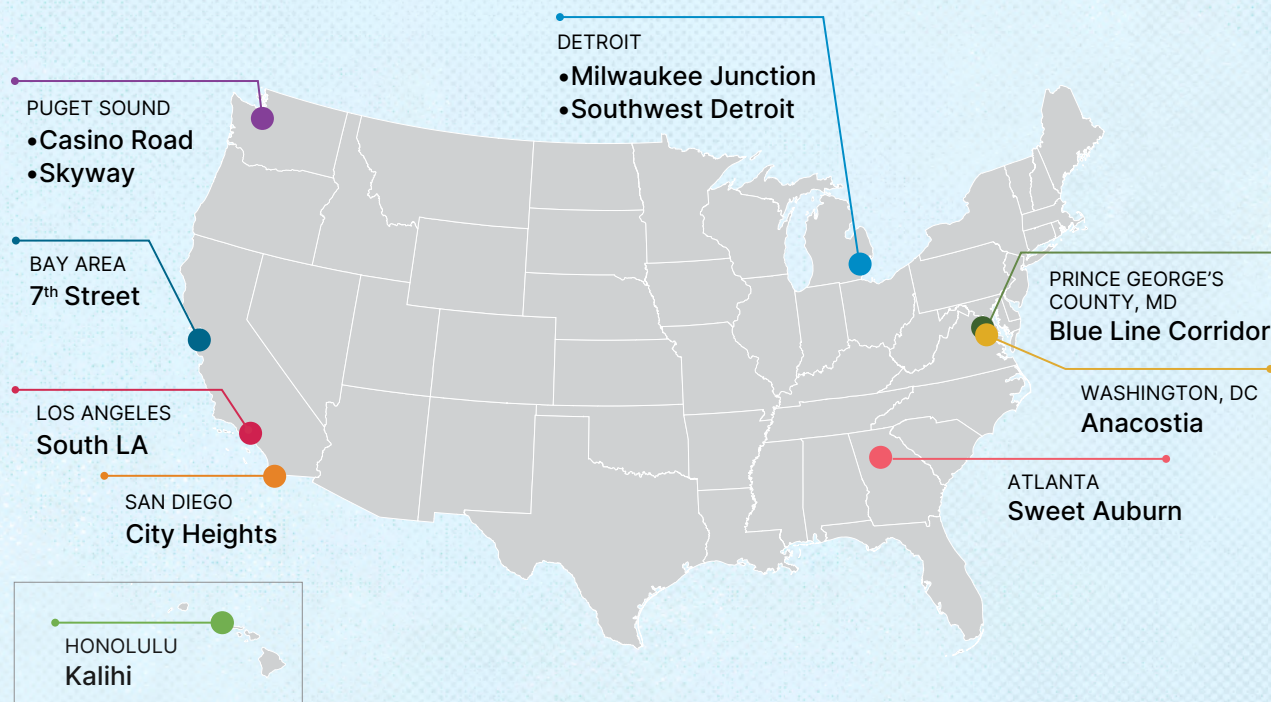 DETROIT
•Milwaukee Junction
•Southwest Detroit
PUGET SOUND
•Casino Road
•Skyway
BAY AREA
7th Street
PRINCE GEORGE’S
COUNTY, MD
Blue Line Corridor
LOS ANGELES
South LA
WASHINGTON, DC
Anacostia
SAN DIEGO
City Heights
ATLANTA
Sweet Auburn
HONOLULU
Kalihi